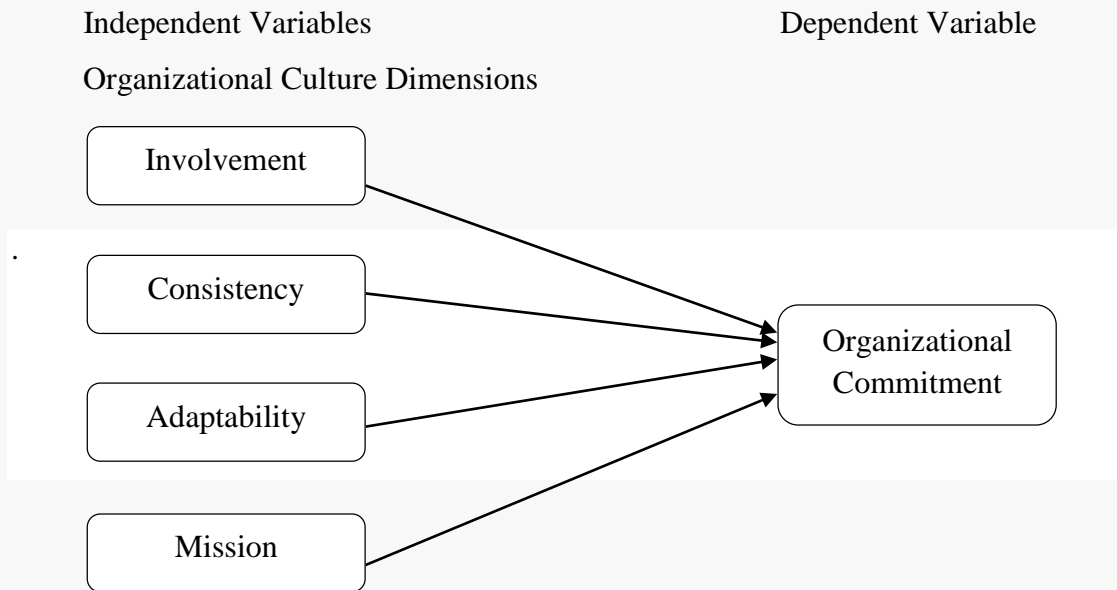 Independent Variables
Dependent Variable
Organizational Culture Dimensions
Involvement
.
Consistency
Organizational
Commitment
Adaptability
Mission